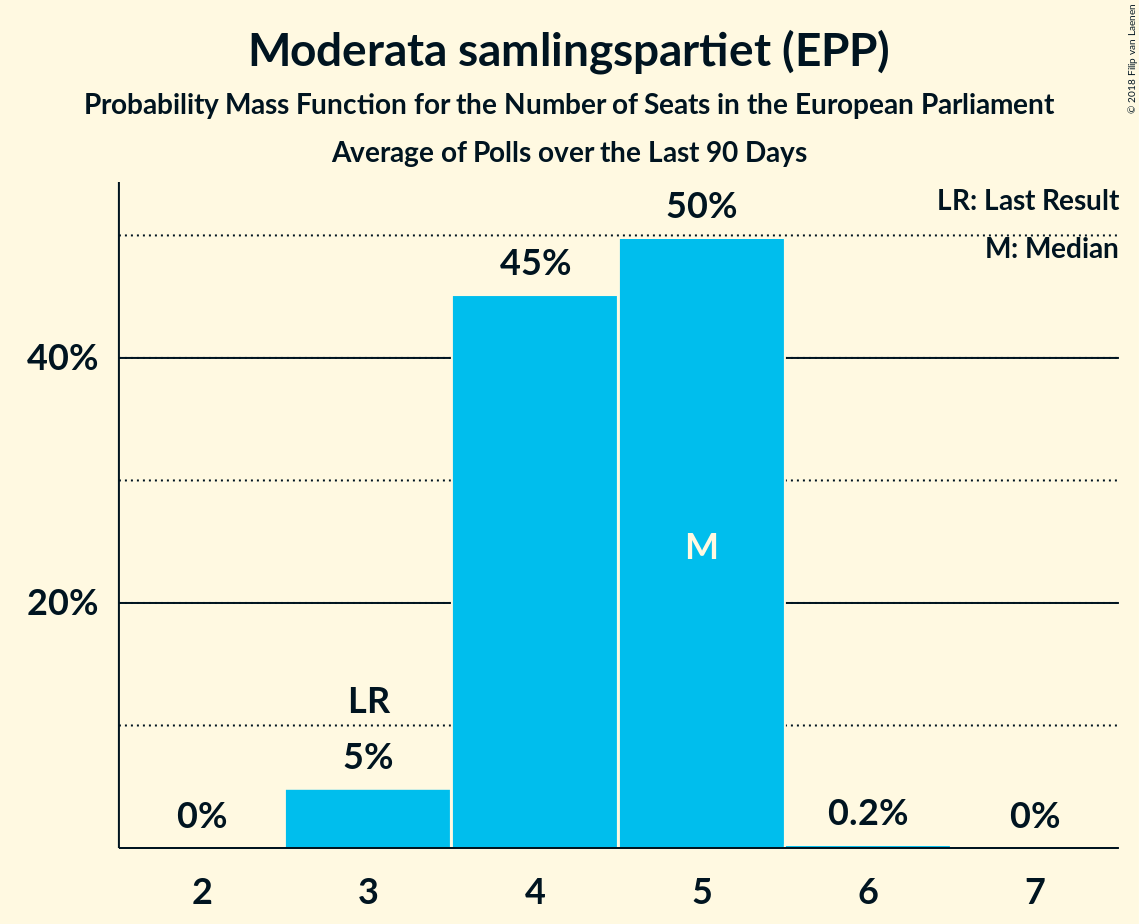 Moderata samlingspartiet (EPP)
Probability Mass Function for the Number of Seats in the European Parliament
Average of Polls over the Last 90 Days
© 2018 Filip van Laenen
LR: Last Result
M: Median
50%
45%
40%
M
20%
LR
5%
0%
0.2%
0%
2 3 4 5 6 7